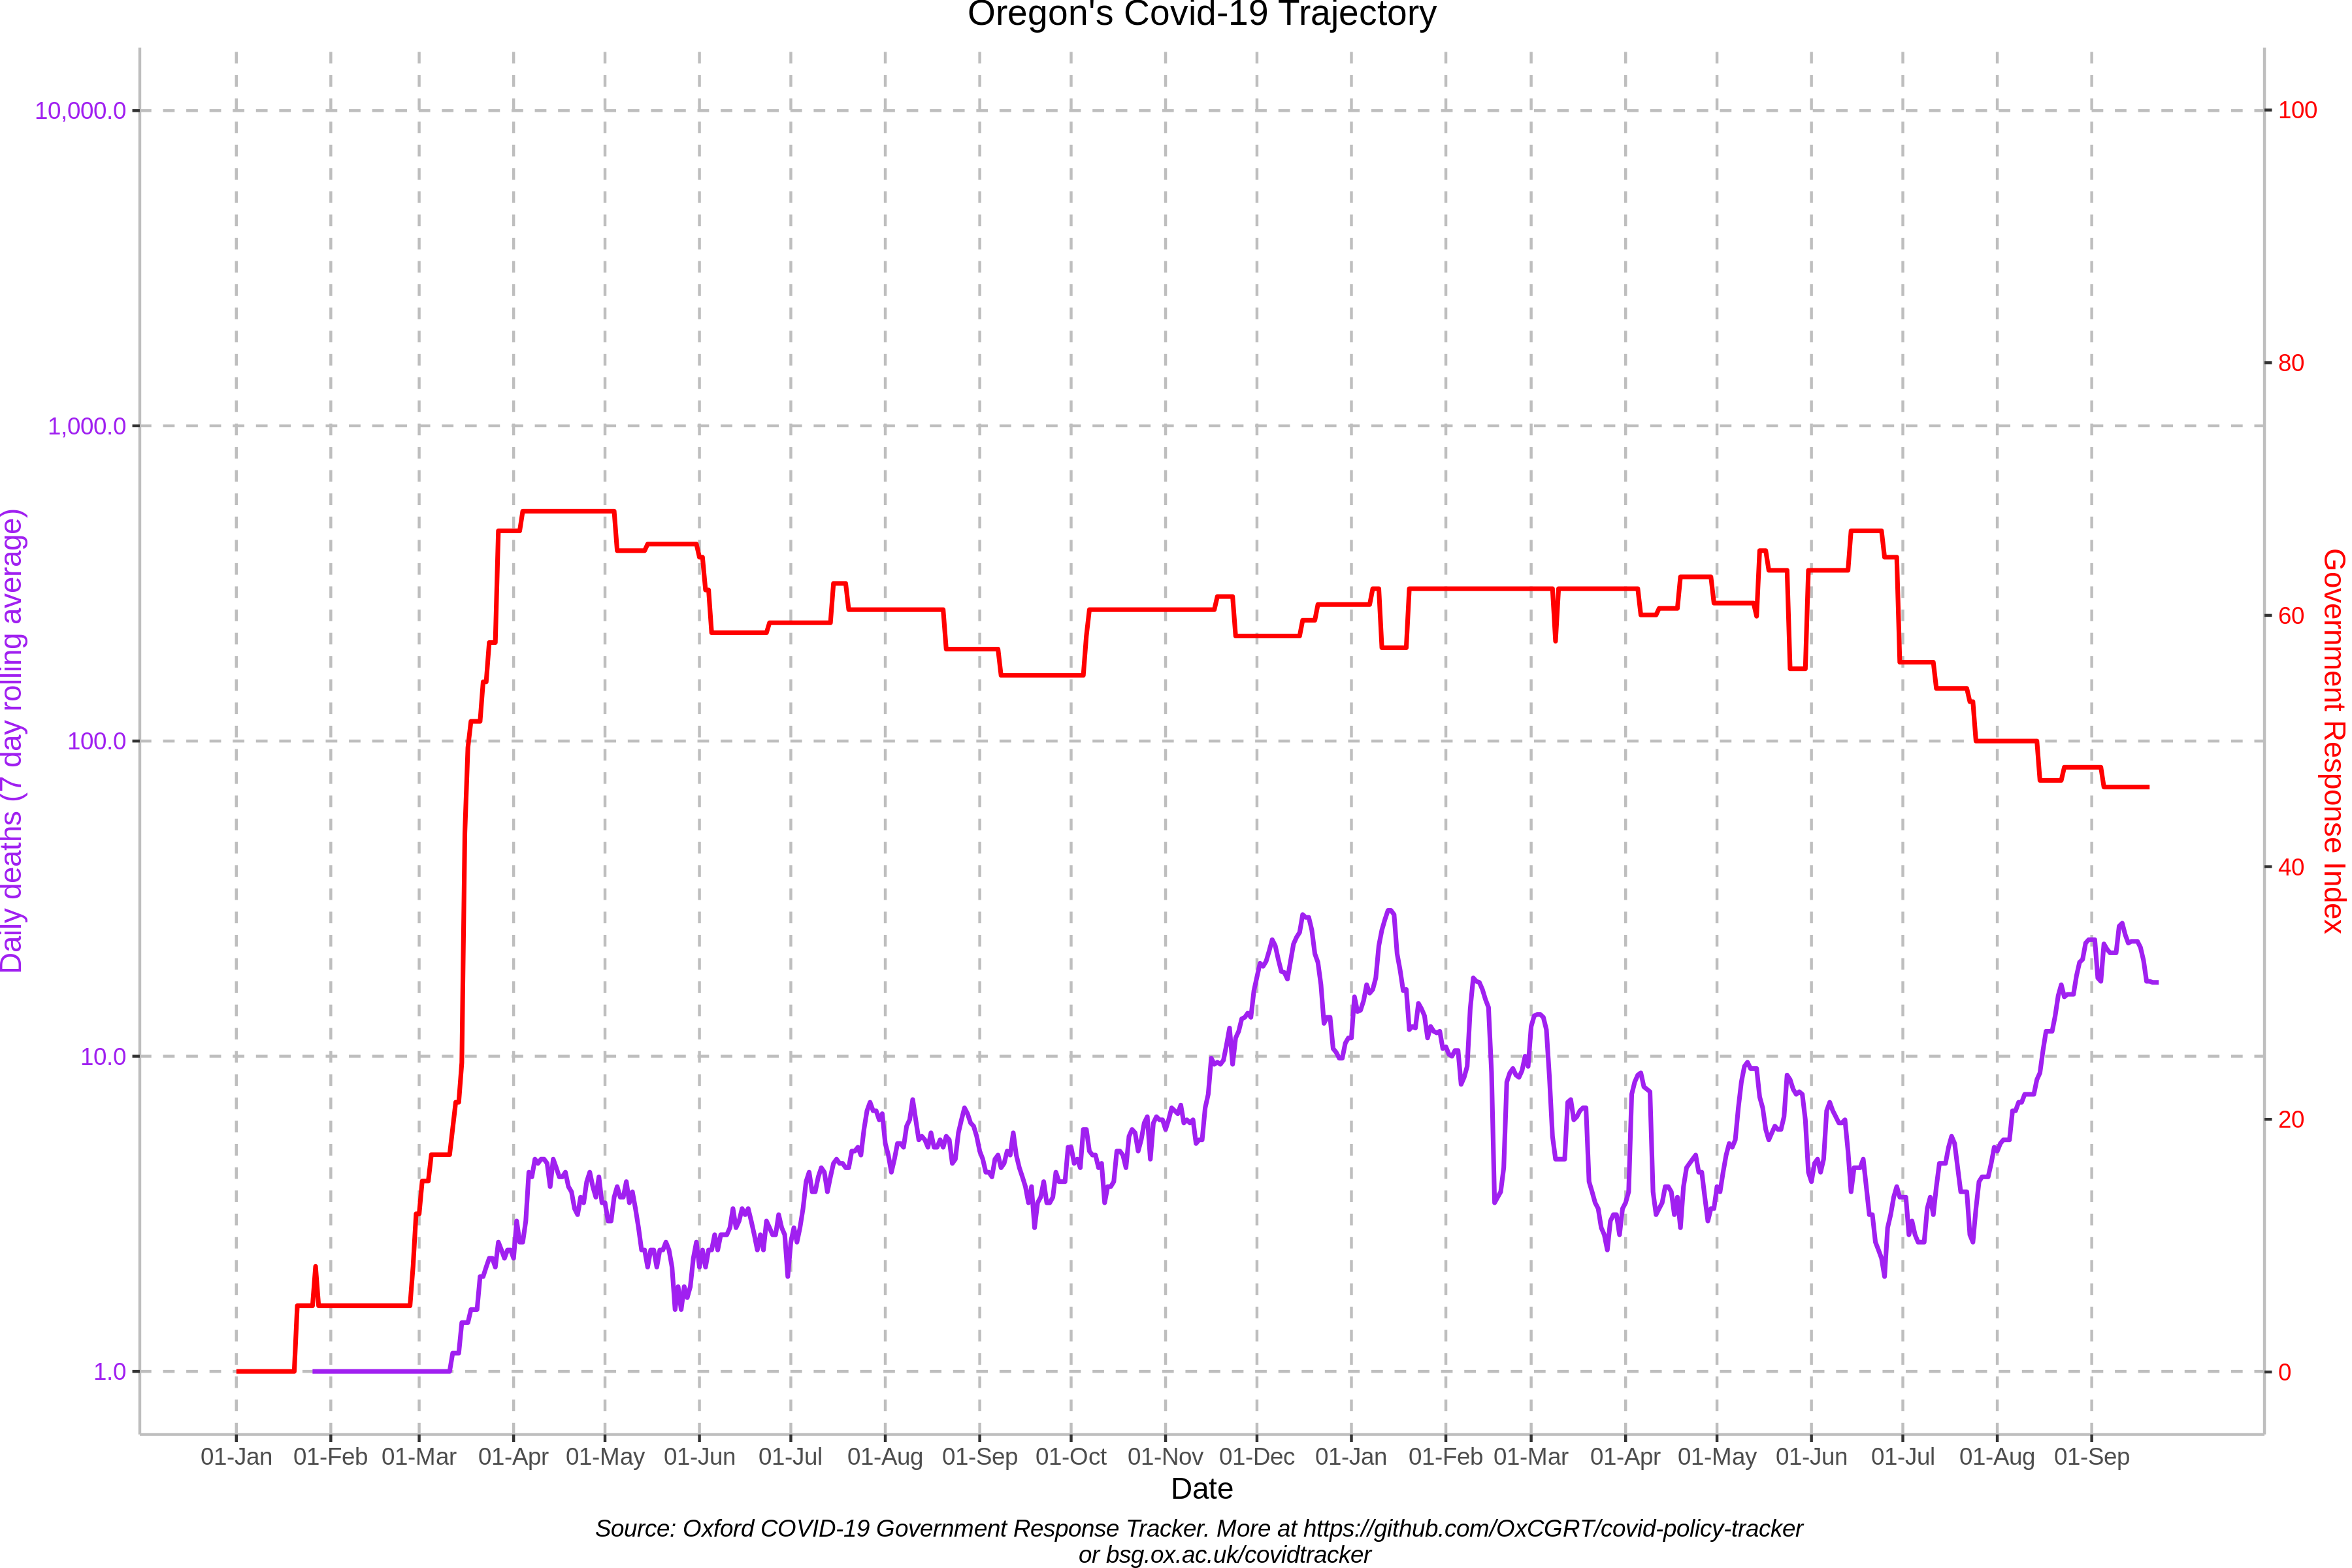 Oregon's Covid-19 Trajectory
Daily deaths (7 day rolling average)
10,000.0
1,000.0
100.0
10.0
1.0
100
80
60
40
20
0
Government Response Index
01-Jan 01-Feb 01-Mar 01-Apr 01-May 01-Jun 01-Jul 01-Aug 01-Sep 01-Oct 01-Nov 01-Dec 01-Jan 01-Feb 01-Mar 01-Apr 01-May 01-Jun 01-Jul 01-Aug 01-Sep
Date
Source: Oxford COVID-19 Government Response Tracker. More at https://github.com/OxCGRT/covid-policy-tracker
or bsg.ox.ac.uk/covidtracker